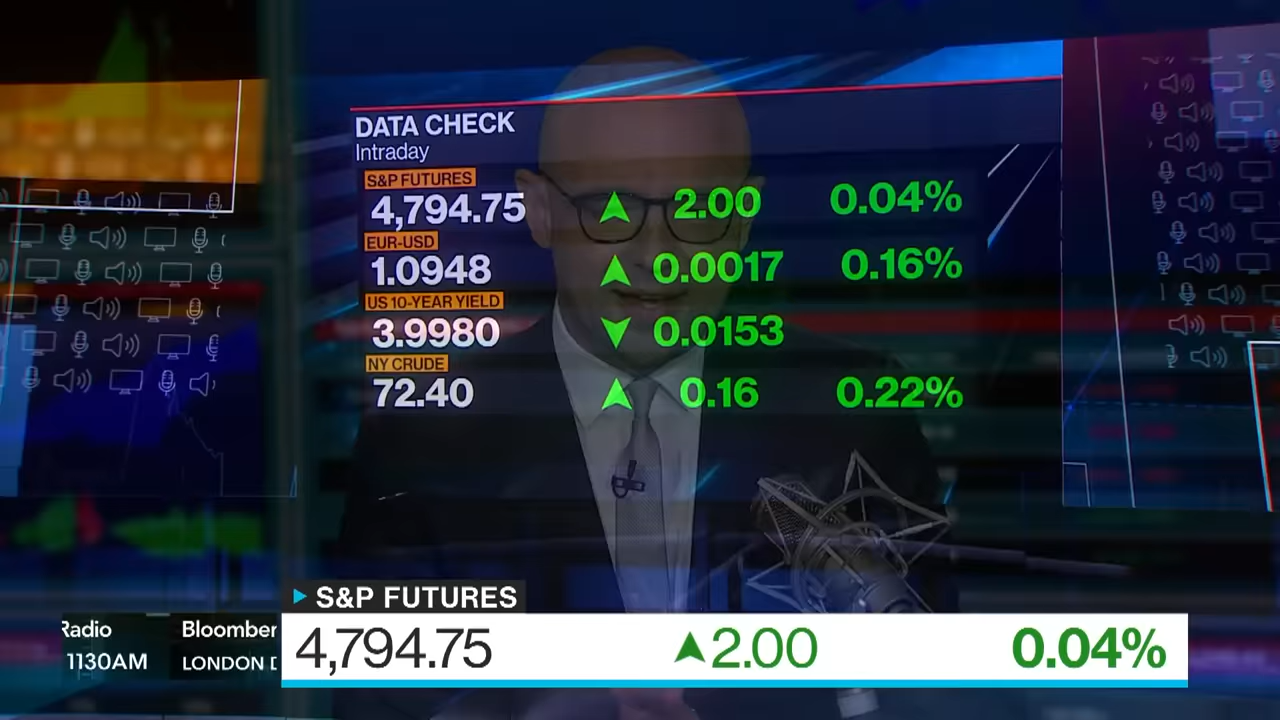 DATA CHECK
Intraday
S&P FUTURES
4,794.75 ▲ 2.00 0.04%
EUR-USD
1.0948 ▲ 0.0017 0.16%
US 10-YEAR YIELD
3.9980 ▼ 0.0153
NY CRUDE
72.40 ▲ 0.16 0.22%
S&P FUTURES
4,794.75 ▲2.00 0.04%
Radio Bloomber
1130AM LONDON